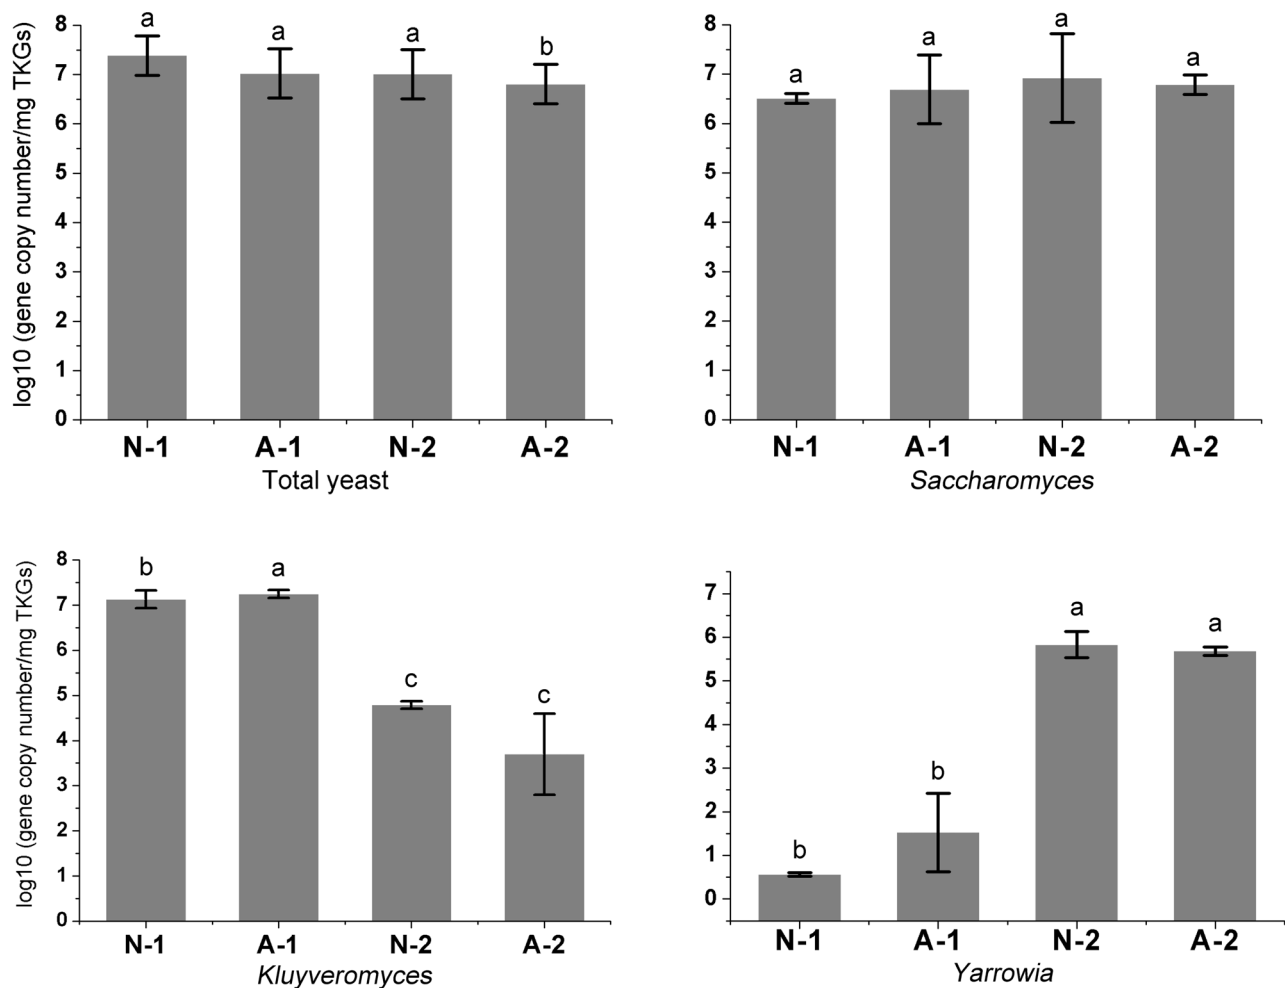 log10 (gene copy number/mg TKGs)
8
7
6
5
4
3
2
1
0
a
a
a
b
N-1 A-1 N-2 A-2
Total yeast
8
7
6
5
4
3
2
1
0
a
a
a
a
N-1 A-1 N-2 A-2
Saccharomyces
log10 (gene copy number/mg TKGs)
8
7
6
5
4
3
2
1
0
b
a
c
c
N-1 A-1 N-2 A-2
Kluyveromyces
7
6
5
4
3
2
1
0
b
b
a
a
N-1 A-1 N-2 A-2
Yarrowia